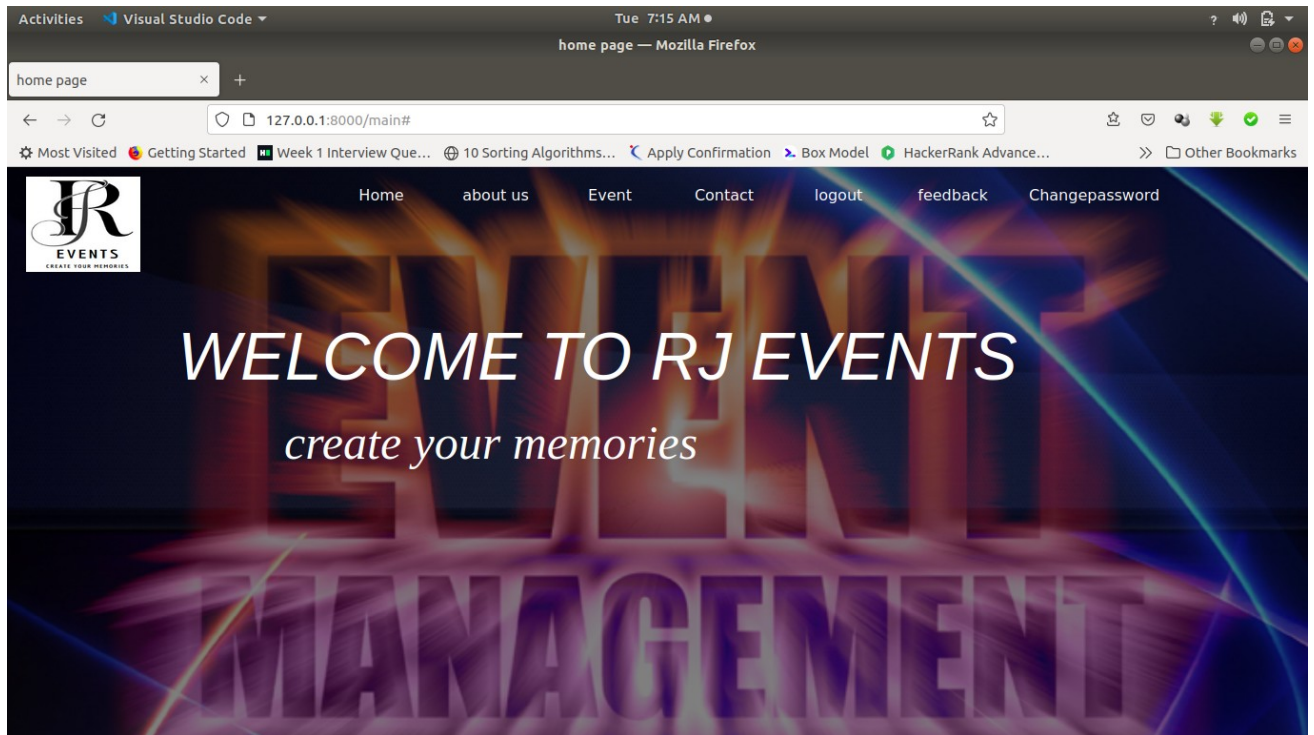 Activities Visual Studio Code Tue 7:15 AM
home page — Mozilla Firefox
home page
127.0.0.1:8000/main#
Most Visited Getting Started Week 1 Interview Que... 10 Sorting Algorithms... Apply Confirmation Box Model HackerRank Advance... Other Bookmarks
Home about us Event Contact logout feedback Changepassword
JR
EVENTS
CREATE YOUR MEMORIES
WELCOME TO RJ EVENTS
create your memories
EVENT
MANAGEMENT